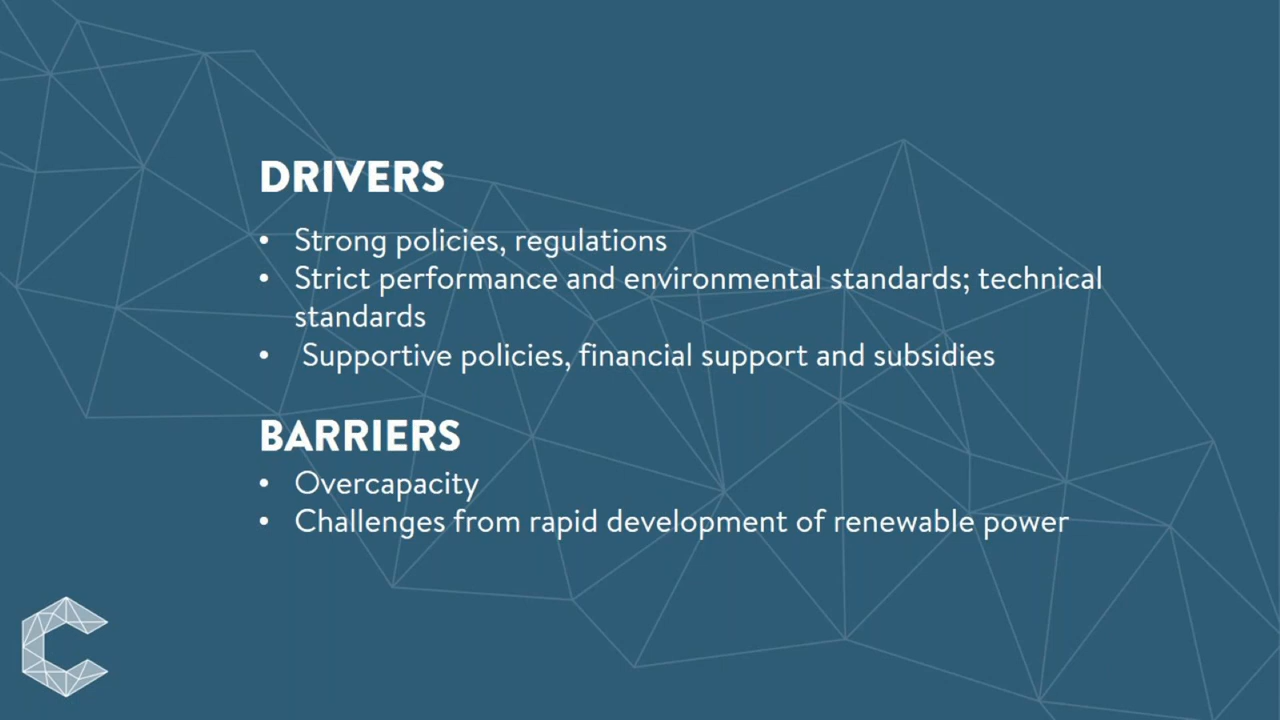 DRIVERS
• Strong policies, regulations
• Strict performance and environmental standards; technical
standards
• Supportive policies, financial support and subsidies
BARRIERS
• Overcapacity
• Challenges from rapid development of renewable power